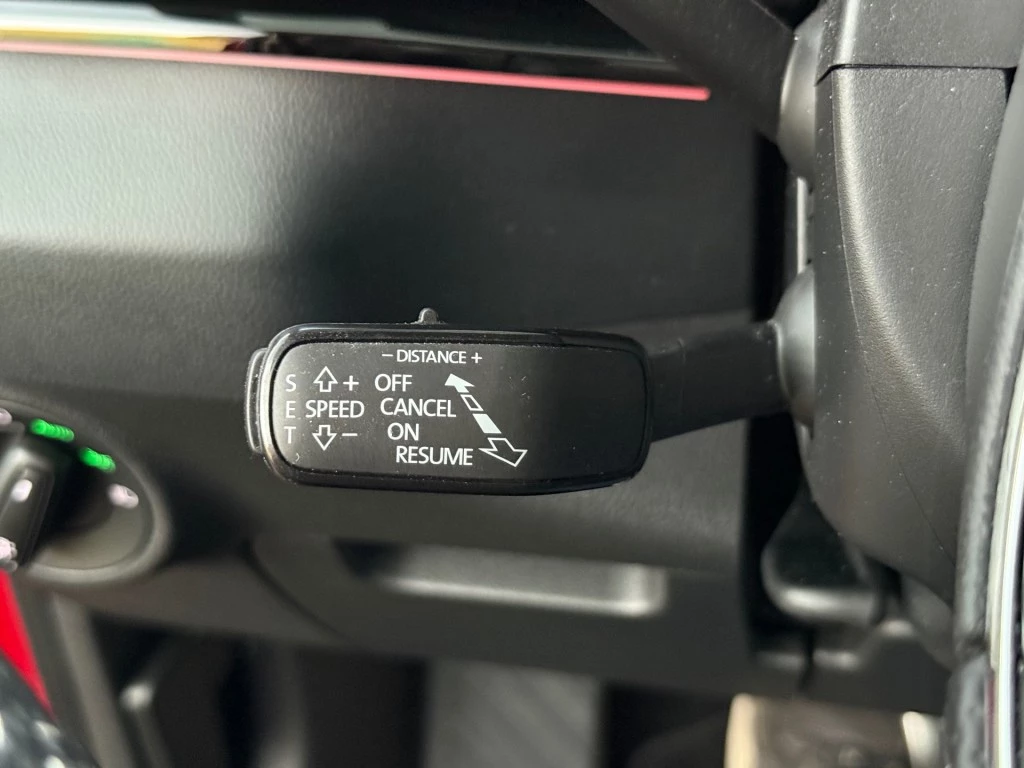 − DISTANCE +
S + OFF
E SPEED CANCEL
T − ON
RESUME